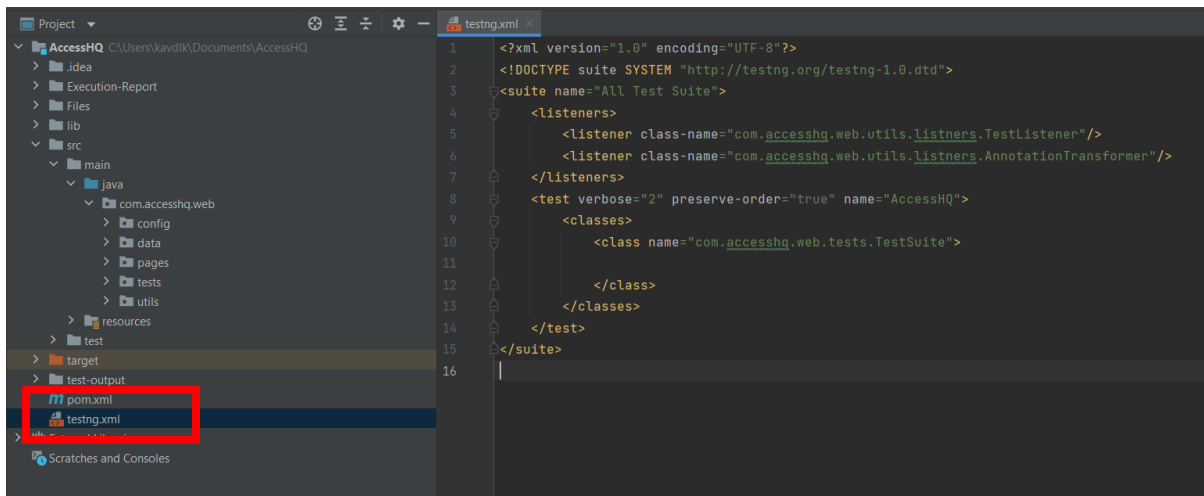 Project
AccessHQ C:\Users\kavdlk\Documents\AccessHQ
.idea
Execution-Report
Files
lib
src
main
java
com.accesshq.web
config
data
pages
tests
utils
resources
test
target
test-output
pom.xml
testng.xml
Scratches and Consoles
testng.xml
1 <?xml version="1.0" encoding="UTF-8"?>
2 <!DOCTYPE suite SYSTEM "http://testng.org/testng-1.0.dtd">
3 <suite name="All Test Suite">
4 <listeners>
5 <listener class-name="com.accesshq.web.utils.listners.TestListener"/>
6 <listener class-name="com.accesshq.web.utils.listners.AnnotationTransformer"/>
7 </listeners>
8 <test verbose="2" preserve-order="true" name="AccessHQ">
9 <classes>
10 <class name="com.accesshq.web.tests.TestSuite">
11
12 </class>
13 </classes>
14 </test>
15 </suite>
16